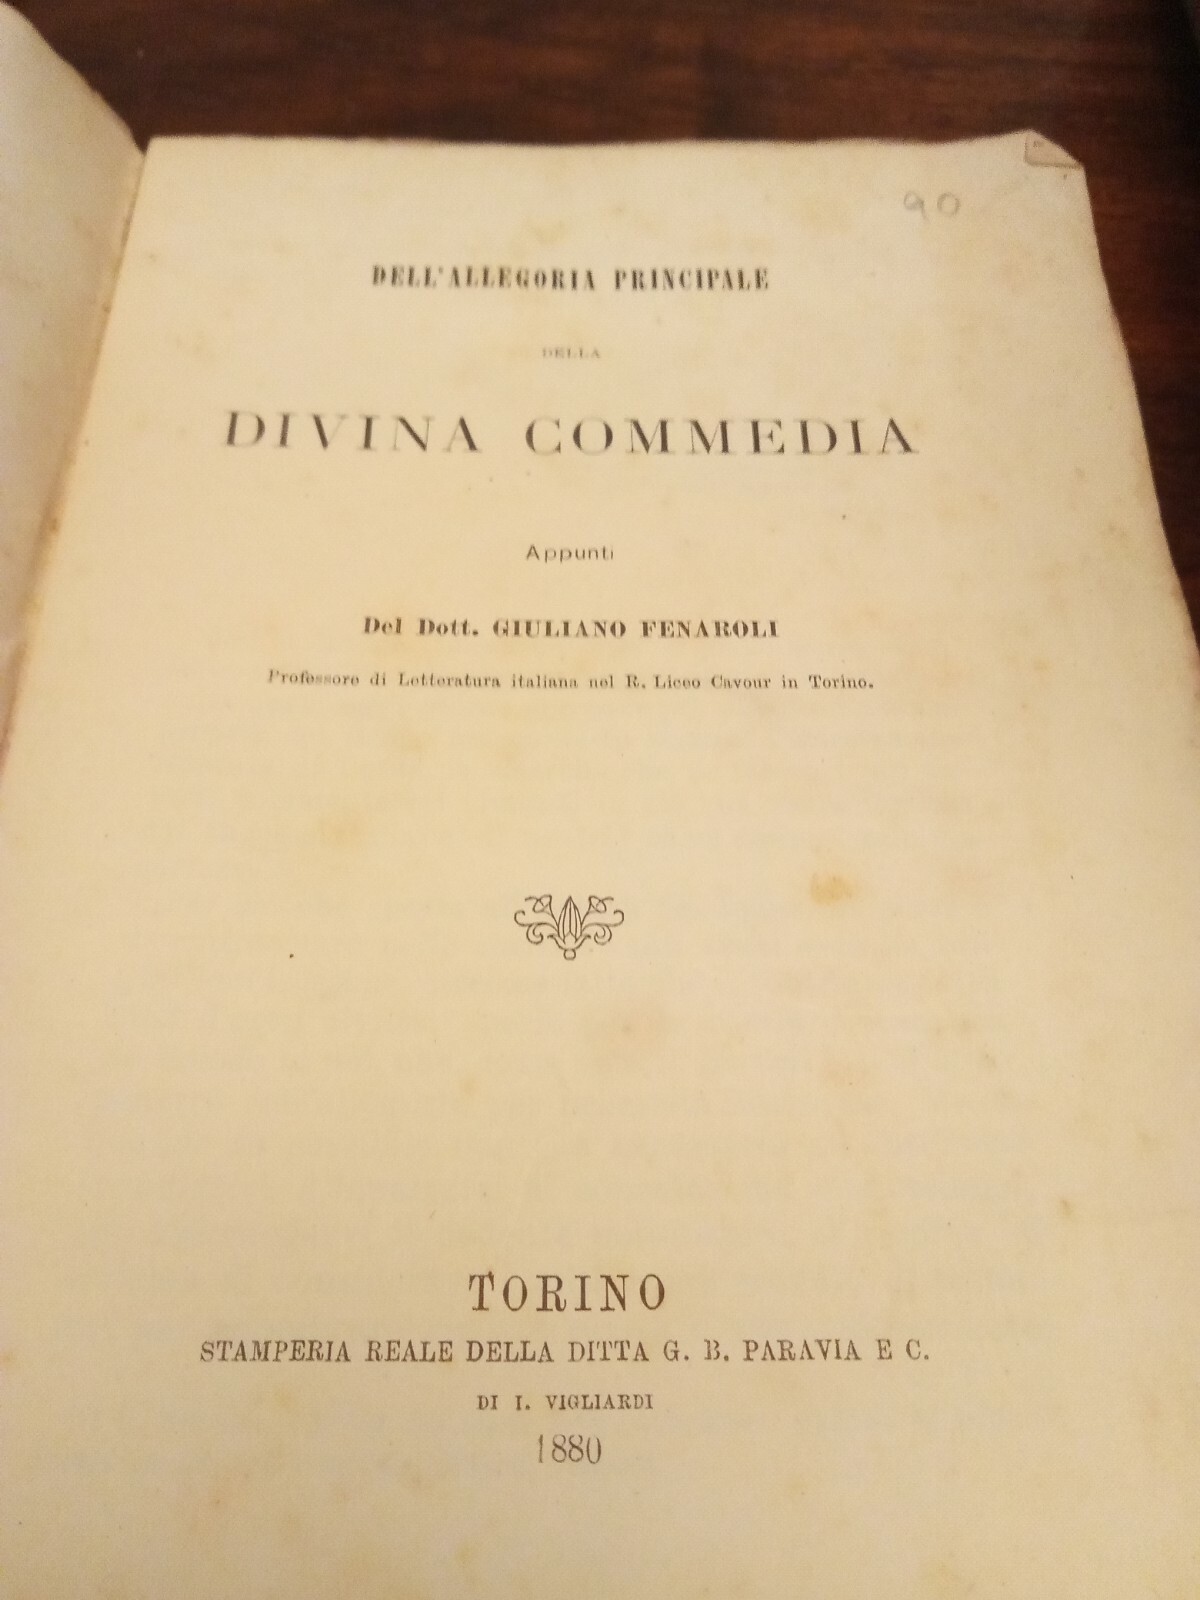 90
DELL'ALLEGORIA PRINCIPALE
DELLA
DIVINA COMMEDIA
Appunti
Del Dott. GIULIANO FENAROLI
Professore di Letteratura italiana nel R. Liceo Cavour in Torino.
TORINO
STAMPERIA REALE DELLA DITTA G. B. PARAVIA E C.
DI I. VIGLIARDI
1880